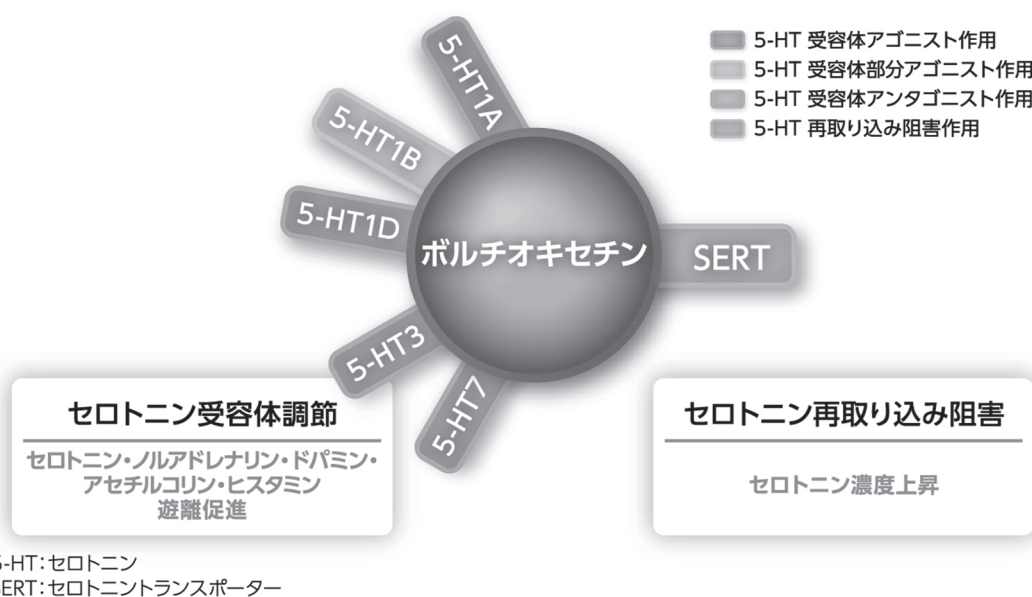 5-HT 受容体アゴニスト作用
5-HT 受容体部分アゴニスト作用
5-HT 受容体アンタゴニスト作用
5-HT 再取り込み阻害作用
5-HT1A
5-HT1B
5-HT1D
ボルチオキセチン
SERT
5-HT3
5-HT7
セロトニン受容体調節
セロトニン・ノルアドレナリン・ドパミン・
アセチルコリン・ヒスタミン
遊離促進
セロトニン再取り込み阻害
セロトニン濃度上昇
5-HT：セロトニン
SERT：セロトニントランスポーター